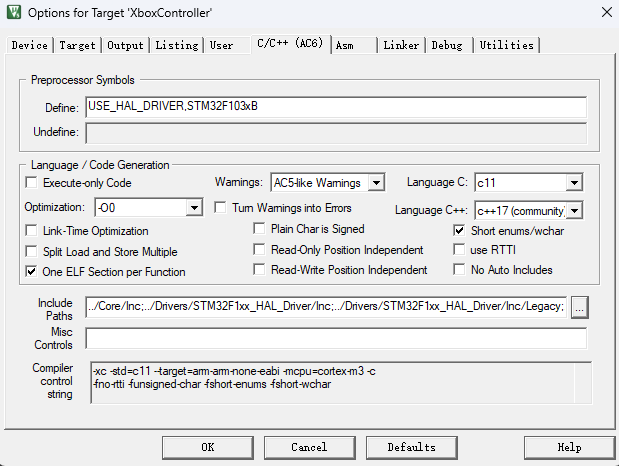 Options for Target 'XboxController'
Device Target Output Listing User C/C++ (AC6) Asm Linker Debug Utilities
Preprocessor Symbols
Define: USE_HAL_DRIVER,STM32F103xB
Undefine:
Language / Code Generation
Execute-only Code Warnings: AC5-like Warnings Language C: c11
Optimization: -O0 Turn Warnings into Errors Language C++: c++17 (community)
Link-Time Optimization Plain Char is Signed Short enums/wchar
Split Load and Store Multiple Read-Only Position Independent use RTTI
One ELF Section per Function Read-Write Position Independent No Auto Includes
Include Paths ../Core/Inc;../Drivers/STM32F1xx_HAL_Driver/Inc;../Drivers/STM32F1xx_HAL_Driver/Inc/Legacy; ...
Misc Controls
Compiler control string -xc -std=c11 --target=arm-arm-none-eabi -mcpu=cortex-m3 -c
-fno-rtti -funsigned-char -fshort-enums -fshort-wchar
OK Cancel Defaults Help